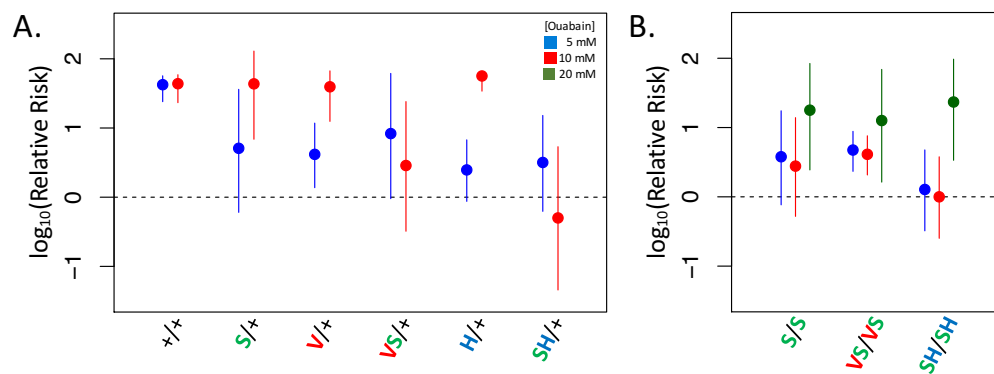 A.
[Ouabain]
5 mM
10 mM
20 mM
log₁₀(Relative Risk)
2
1
0
−1
+/+
S/+
V/+
VS/+
H/+
SH/+
B.
log₁₀(Relative Risk)
2
1
0
−1
S/S
VS/VS
SH/SH